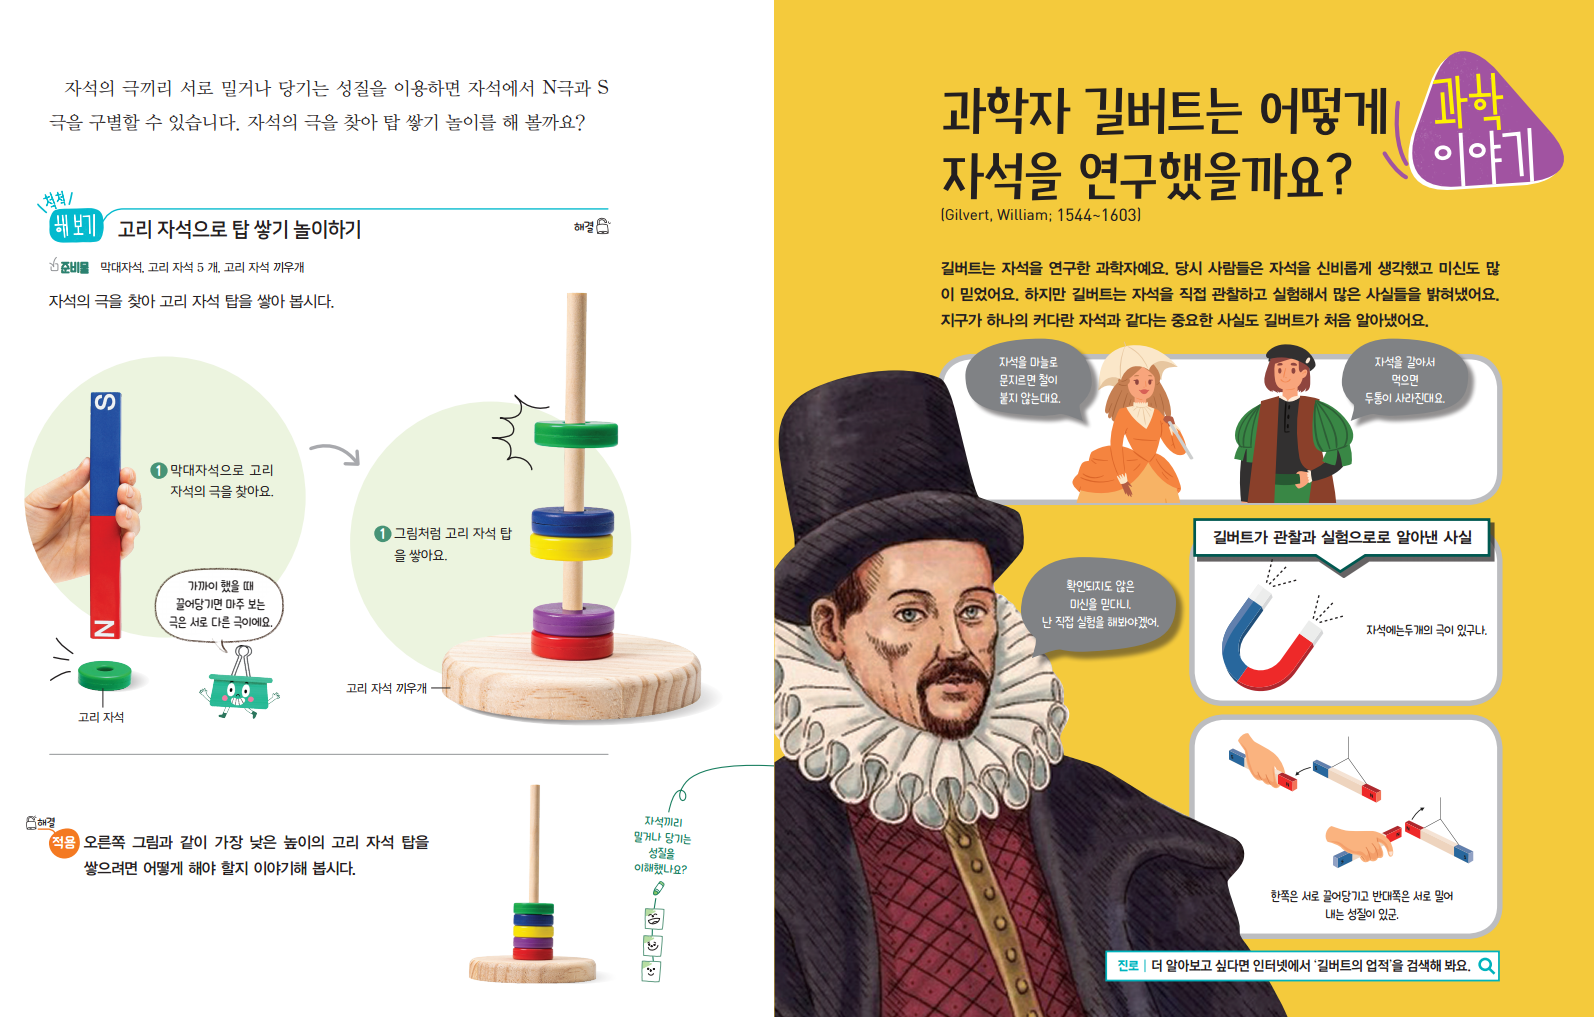 자석의 극끼리 서로 밀거나 당기는 성질을 이용하면 자석에서 N극과 S
극을 구별할 수 있습니다. 자석의 극을 찾아 탑 쌓기 놀이를 해 볼까요?
척척
해 보기
고리 자석으로 탑 쌓기 놀이하기
해결
준비물 막대자석, 고리 자석 5 개, 고리 자석 끼우개
자석의 극을 찾아 고리 자석 탑을 쌓아 봅시다.
S
N
1 막대자석으로 고리
자석의 극을 찾아요.
가까이 했을 때
끌어당기면 마주 보는
극은 서로 다른 극이에요.
고리 자석
1 그림처럼 고리 자석 탑
을 쌓아요.
고리 자석 끼우개
해결
적용 오른쪽 그림과 같이 가장 낮은 높이의 고리 자석 탑을
쌓으려면 어떻게 해야 할지 이야기해 봅시다.
자석끼리
밀거나 당기는
성질을
이해했나요?
과학자 길버트는 어떻게
자석을 연구했을까요?
(Gilvert, William; 1544~1603)
과학
이야기
길버트는 자석을 연구한 과학자예요. 당시 사람들은 자석을 신비롭게 생각했고 미신도 많
이 믿었어요. 하지만 길버트는 자석을 직접 관찰하고 실험해서 많은 사실들을 밝혀냈어요.
지구가 하나의 커다란 자석과 같다는 중요한 사실도 길버트가 처음 알아냈어요.
자석을 마늘로
문지르면 철이
붙지 않는대요.
자석을 갈아서
먹으면
두통이 사라진대요.
확인되지도 않은
미신을 믿다니,
난 직접 실험을 해봐야겠어.
길버트가 관찰과 실험으로로 알아낸 사실
자석에는두개의 극이 있구나.
한쪽은 서로 끌어당기고 반대쪽은 서로 밀어
내는 성질이 있군.
진로 | 더 알아보고 싶다면 인터넷에서 '길버트의 업적'을 검색해 봐요.